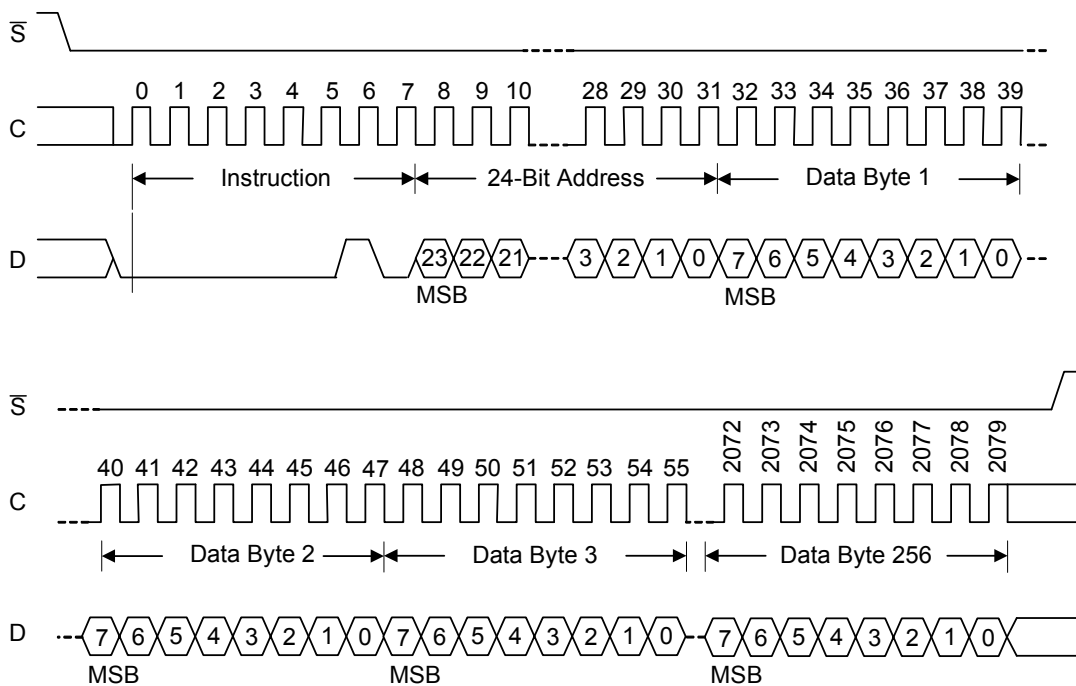 S
0 1 2 3 4 5 6 7 8 9 10 28 29 30 31 32 33 34 35 36 37 38 39
C
Instruction 24-Bit Address Data Byte 1
D 23 22 21 3 2 1 0 7 6 5 4 3 2 1 0
MSB MSB
S
40 41 42 43 44 45 46 47 48 49 50 51 52 53 54 55 2072 2073 2074 2075 2076 2077 2078 2079
C
Data Byte 2 Data Byte 3 Data Byte 256
D 7 6 5 4 3 2 1 0 7 6 5 4 3 2 1 0 7 6 5 4 3 2 1 0
MSB MSB MSB